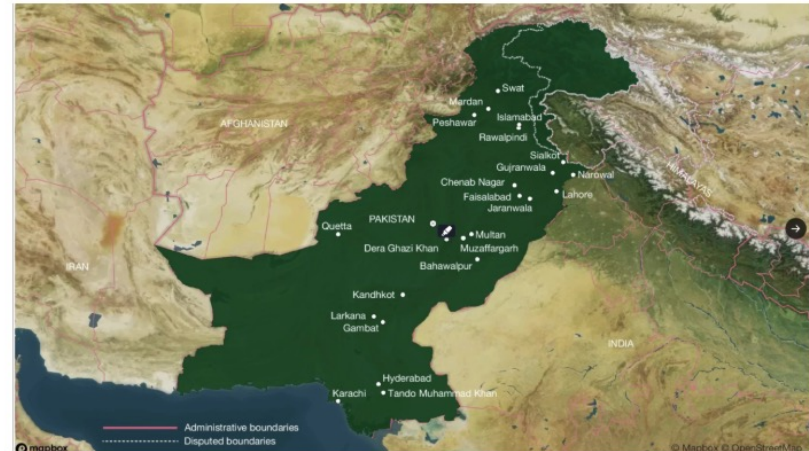 Swat
Mardan
Peshawar
Islamabad
Rawalpindi
AFGHANISTAN
Sialkot
Gujranwala
Narowal
HIMALAYAS
Chenab Nagar
Faisalabad
Lahore
Jaranwala
PAKISTAN
Quetta
Multan
Dera Ghazi Khan
Muzaffargarh
Bahawalpur
IRAN
Kandhkot
Larkana
Gambat
INDIA
Hyderabad
Karachi
Tando Muhammad Khan
Administrative boundaries
Disputed boundaries
mapbox
© Mapbox © OpenStreetMap